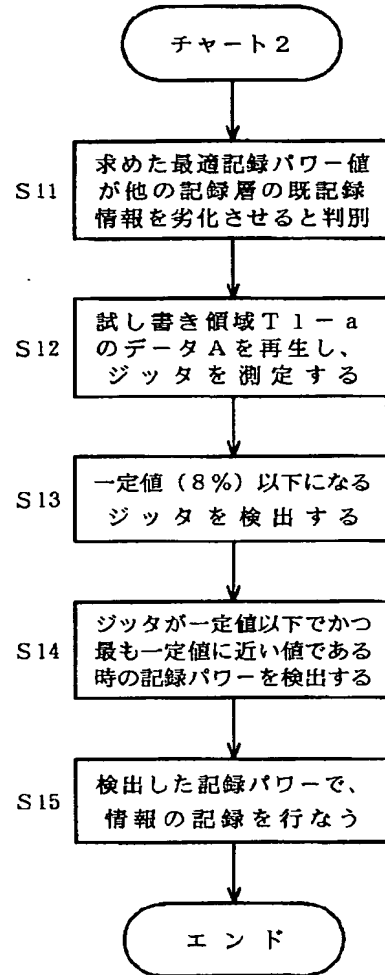 チャート2
S11
求めた最適記録パワー値
が他の記録層の既記録
情報を劣化させると判別
S12
試し書き領域T1-a
のデータAを再生し、
ジッタを測定する
S13
一定値(8%)以下になる
ジッタを検出する
S14
ジッタが一定値以下でかつ
最も一定値に近い値である
時の記録パワーを検出する
S15
検出した記録パワーで、
情報の記録を行なう
エンド